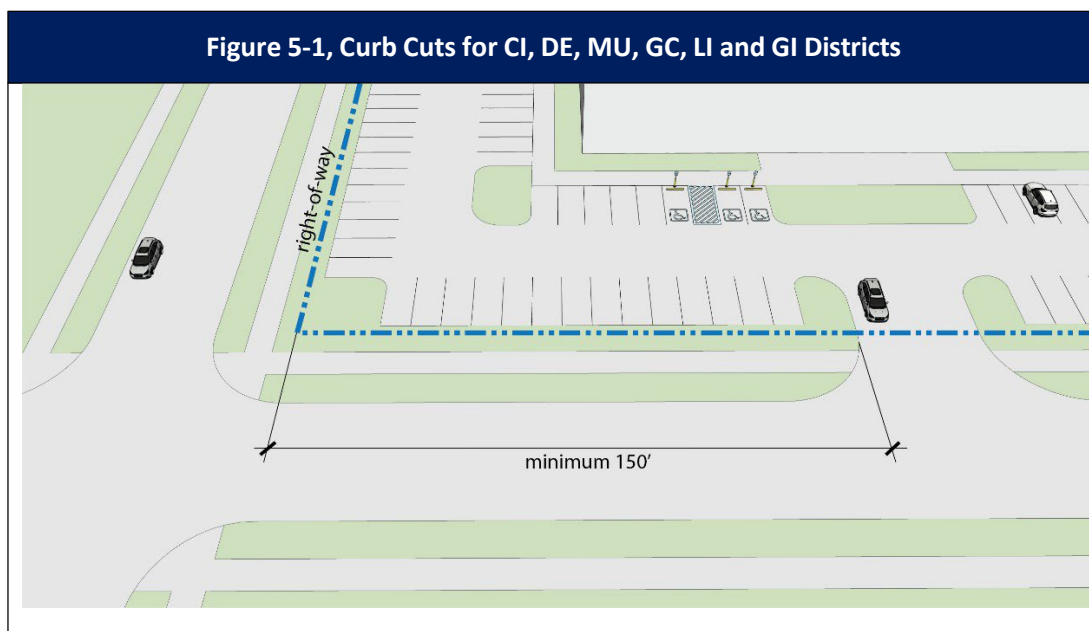 Figure 5-1, Curb Cuts for CI, DE, MU, GC, LI and GI Districts
right-of-way
minimum 150'